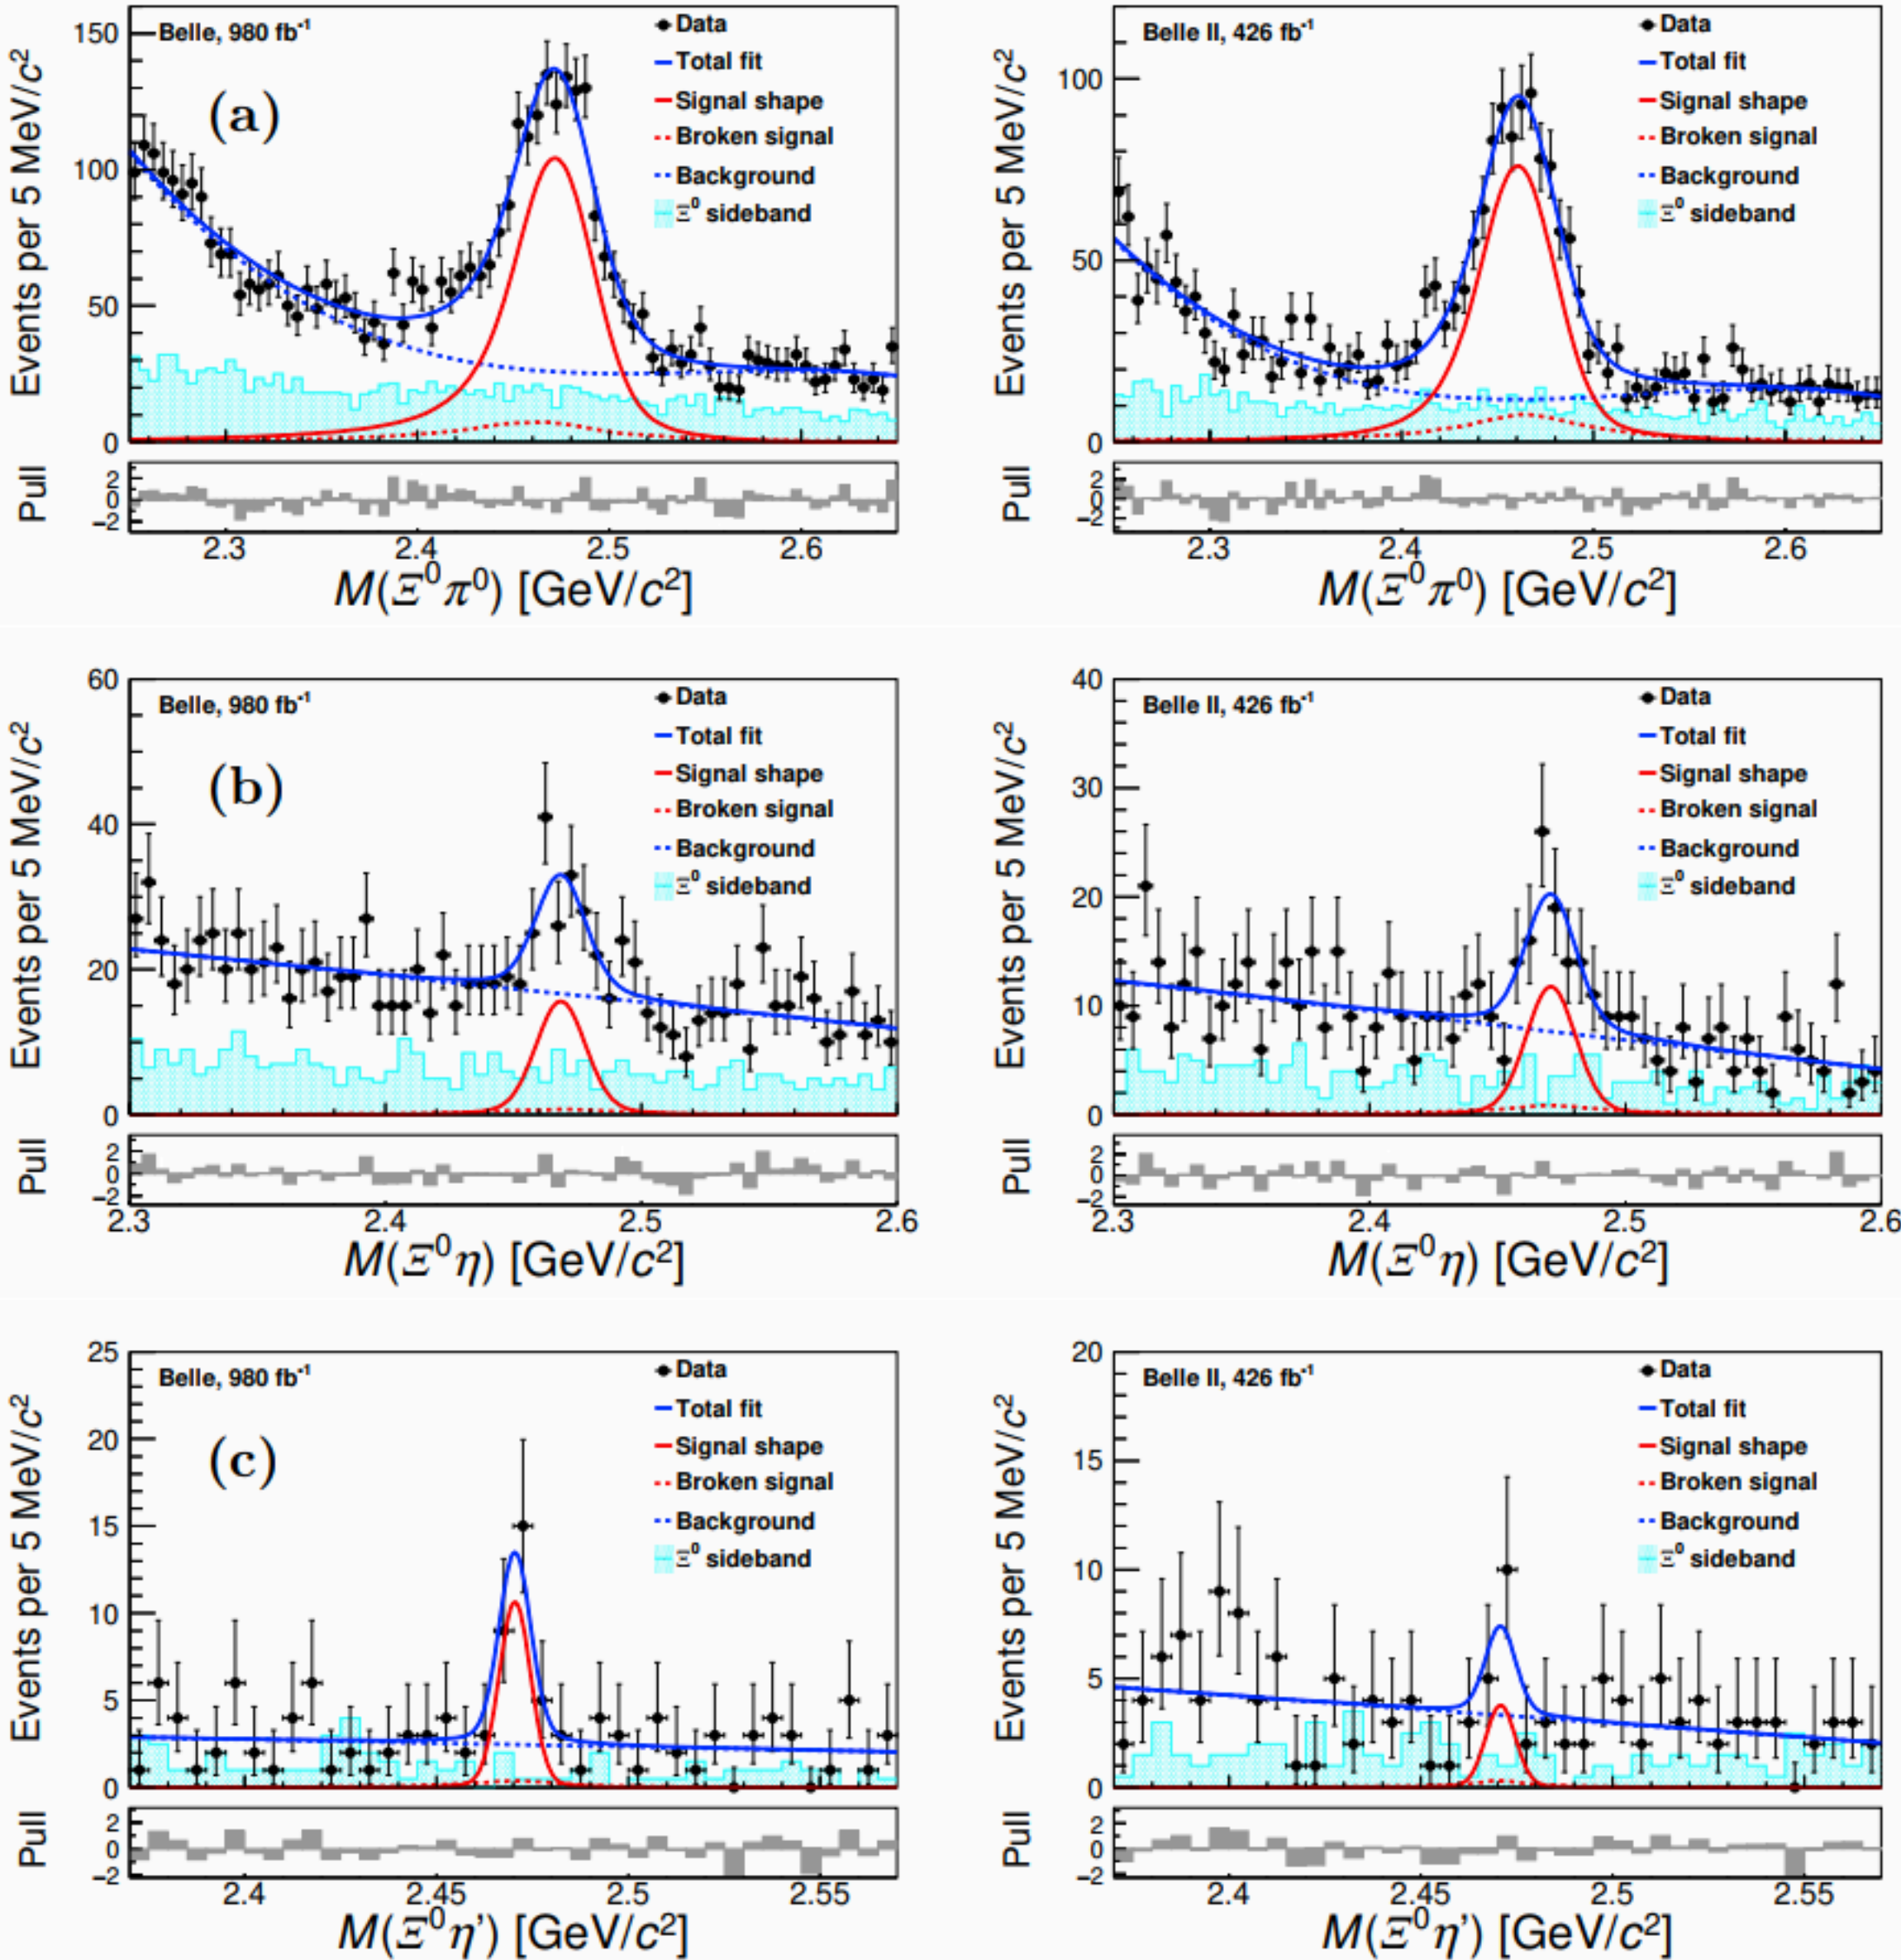 Belle, 980 fb⁻¹
(a)
Data
Total fit
Signal shape
Broken signal
Background
Ξ⁰ sideband
Events per 5 MeV/c²
150
100
50
0
Pull
2
0
−2
2.3 2.4 2.5 2.6
M(Ξ⁰π⁰) [GeV/c²]
Belle II, 426 fb⁻¹
Data
Total fit
Signal shape
Broken signal
Background
Ξ⁰ sideband
Events per 5 MeV/c²
100
50
0
Pull
2
0
−2
2.3 2.4 2.5 2.6
M(Ξ⁰π⁰) [GeV/c²]
Belle, 980 fb⁻¹
(b)
Data
Total fit
Signal shape
Broken signal
Background
Ξ⁰ sideband
Events per 5 MeV/c²
60
40
20
0
Pull
2
0
−2
2.3 2.4 2.5 2.6
M(Ξ⁰η) [GeV/c²]
Belle II, 426 fb⁻¹
Data
Total fit
Signal shape
Broken signal
Background
Ξ⁰ sideband
Events per 5 MeV/c²
40
30
20
10
0
Pull
2
0
−2
2.3 2.4 2.5 2.6
M(Ξ⁰η) [GeV/c²]
Belle, 980 fb⁻¹
(c)
Data
Total fit
Signal shape
Broken signal
Background
Ξ⁰ sideband
Events per 5 MeV/c²
25
20
15
10
5
0
Pull
2
0
−2
2.4 2.45 2.5 2.55
M(Ξ⁰η') [GeV/c²]
Belle II, 426 fb⁻¹
Data
Total fit
Signal shape
Broken signal
Background
Ξ⁰ sideband
Events per 5 MeV/c²
20
15
10
5
0
Pull
2
0
−2
2.4 2.45 2.5 2.55
M(Ξ⁰η') [GeV/c²]